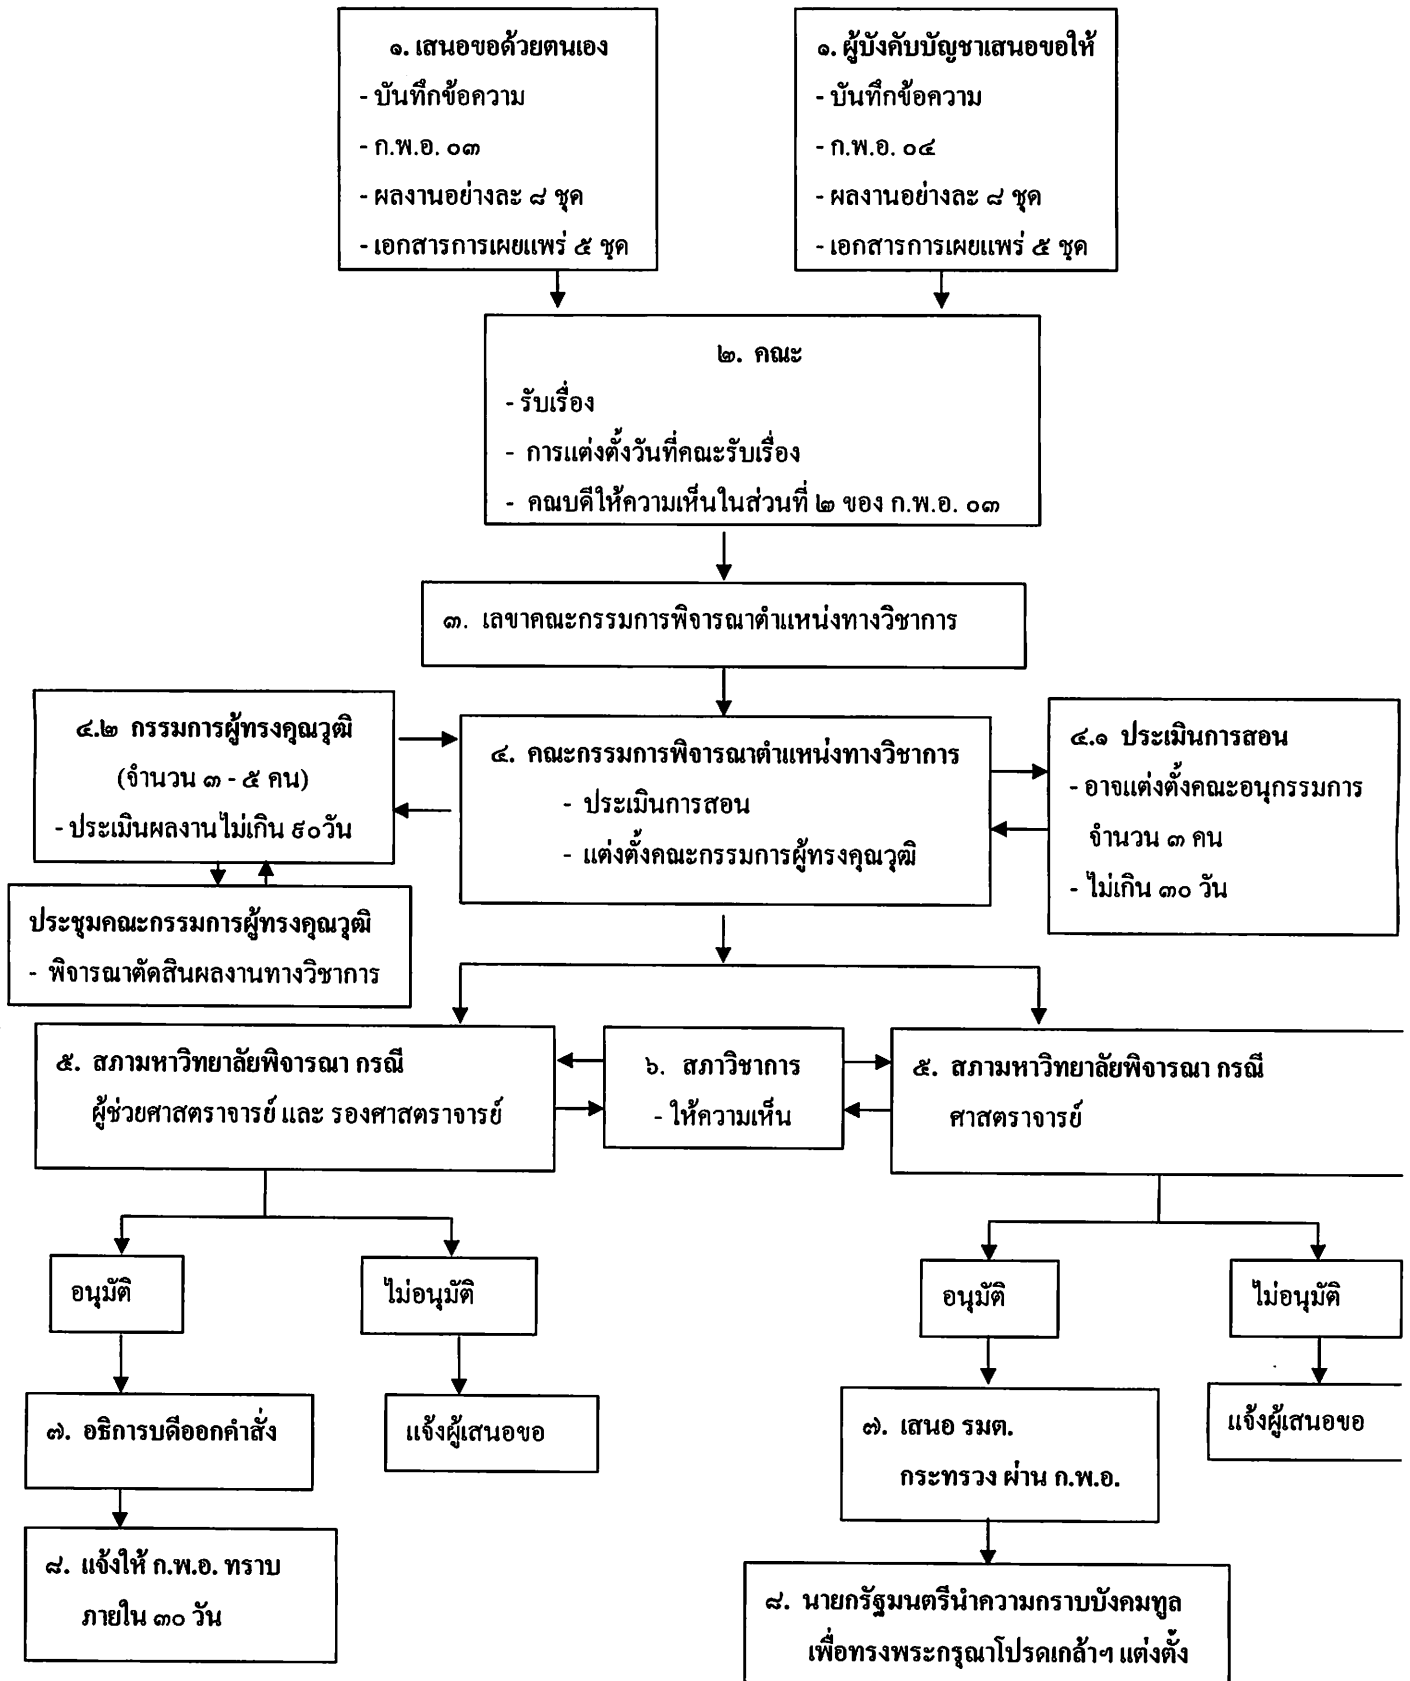 ๑. เสนอขอด้วยตนเอง
- บันทึกข้อความ
- ก.พ.อ. ๐๓
- ผลงานอย่างละ ๘ ชุด
- เอกสารการเผยแพร่ ๕ ชุด
๑. ผู้บังคับบัญชาเสนอขอให้
- บันทึกข้อความ
- ก.พ.อ. ๐๔
- ผลงานอย่างละ ๘ ชุด
- เอกสารการเผยแพร่ ๕ ชุด
๒. คณะ
- รับเรื่อง
- การแต่งตั้งวันที่คณะรับเรื่อง
- คณบดีให้ความเห็นในส่วนที่ ๒ ของ ก.พ.อ. ๐๓
๓. เลขาคณะกรรมการพิจารณาตำแหน่งทางวิชาการ
๔.๒ กรรมการผู้ทรงคุณวุฒิ
(จำนวน ๓ - ๕ คน)
- ประเมินผลงานไม่เกิน ๙๐วัน
๔. คณะกรรมการพิจารณาตำแหน่งทางวิชาการ
- ประเมินการสอน
- แต่งตั้งคณะกรรมการผู้ทรงคุณวุฒิ
๔.๑ ประเมินการสอน
- อาจแต่งตั้งคณะอนุกรรมการ
จำนวน ๓ คน
- ไม่เกิน ๓๐ วัน
ประชุมคณะกรรมการผู้ทรงคุณวุฒิ
- พิจารณาตัดสินผลงานทางวิชาการ
๕. สภามหาวิทยาลัยพิจารณา กรณี
ผู้ช่วยศาสตราจารย์ และ รองศาสตราจารย์
๖. สภาวิชาการ
- ให้ความเห็น
๕. สภามหาวิทยาลัยพิจารณา กรณี
ศาสตราจารย์
อนุมัติ
ไม่อนุมัติ
อนุมัติ
ไม่อนุมัติ
๗. อธิการบดีออกคำสั่ง
แจ้งผู้เสนอขอ
๗. เสนอ รมต.
กระทรวง ผ่าน ก.พ.อ.
แจ้งผู้เสนอขอ
๘. แจ้งให้ ก.พ.อ. ทราบ
ภายใน ๓๐ วัน
๘. นายกรัฐมนตรีนำความกราบบังคมทูล
เพื่อทรงพระกรุณาโปรดเกล้าฯ แต่งตั้ง